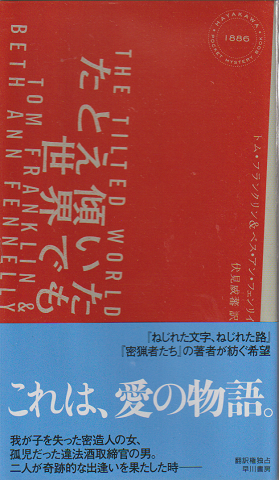 HAYAKAWA
POCKET MYSTERY BOOK
1886
THE TILTED WORLD
たとえ傾いた
世界でも
TOM FRANKLIN &
BETH ANN FENNELLY
トム・フランクリン&ベス・アン・フェンリイ
伏見威蕃 訳
『ねじれた文字、ねじれた路』
『密猟者たち』の著者が紡ぐ希望
これは、愛の物語。
我が子を失った密造人の女、
孤児だった違法酒取締官の男。
二人が奇跡的な出逢いを果たした時――
翻訳権独占
早川書房